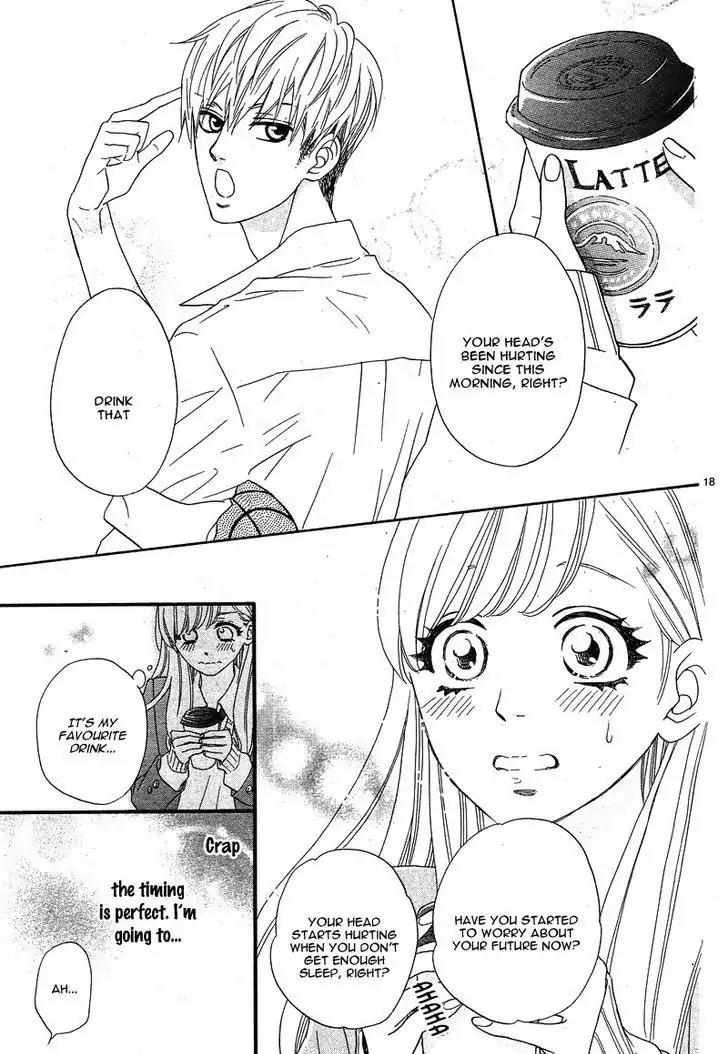 LATTE
ララ
YOUR HEAD'S
BEEN HURTING
SINCE THIS
MORNING, RIGHT?
DRINK
THAT
18
HAVE YOU STARTED
TO WORRY ABOUT
YOUR FUTURE NOW?
YOUR HEAD
STARTS HURTING
WHEN YOU DON'T
GET ENOUGH
SLEEP, RIGHT?
AHAHA
IT'S MY
FAVOURITE
DRINK...
Crap
the timing
is perfect. I'm
going to...
AH...